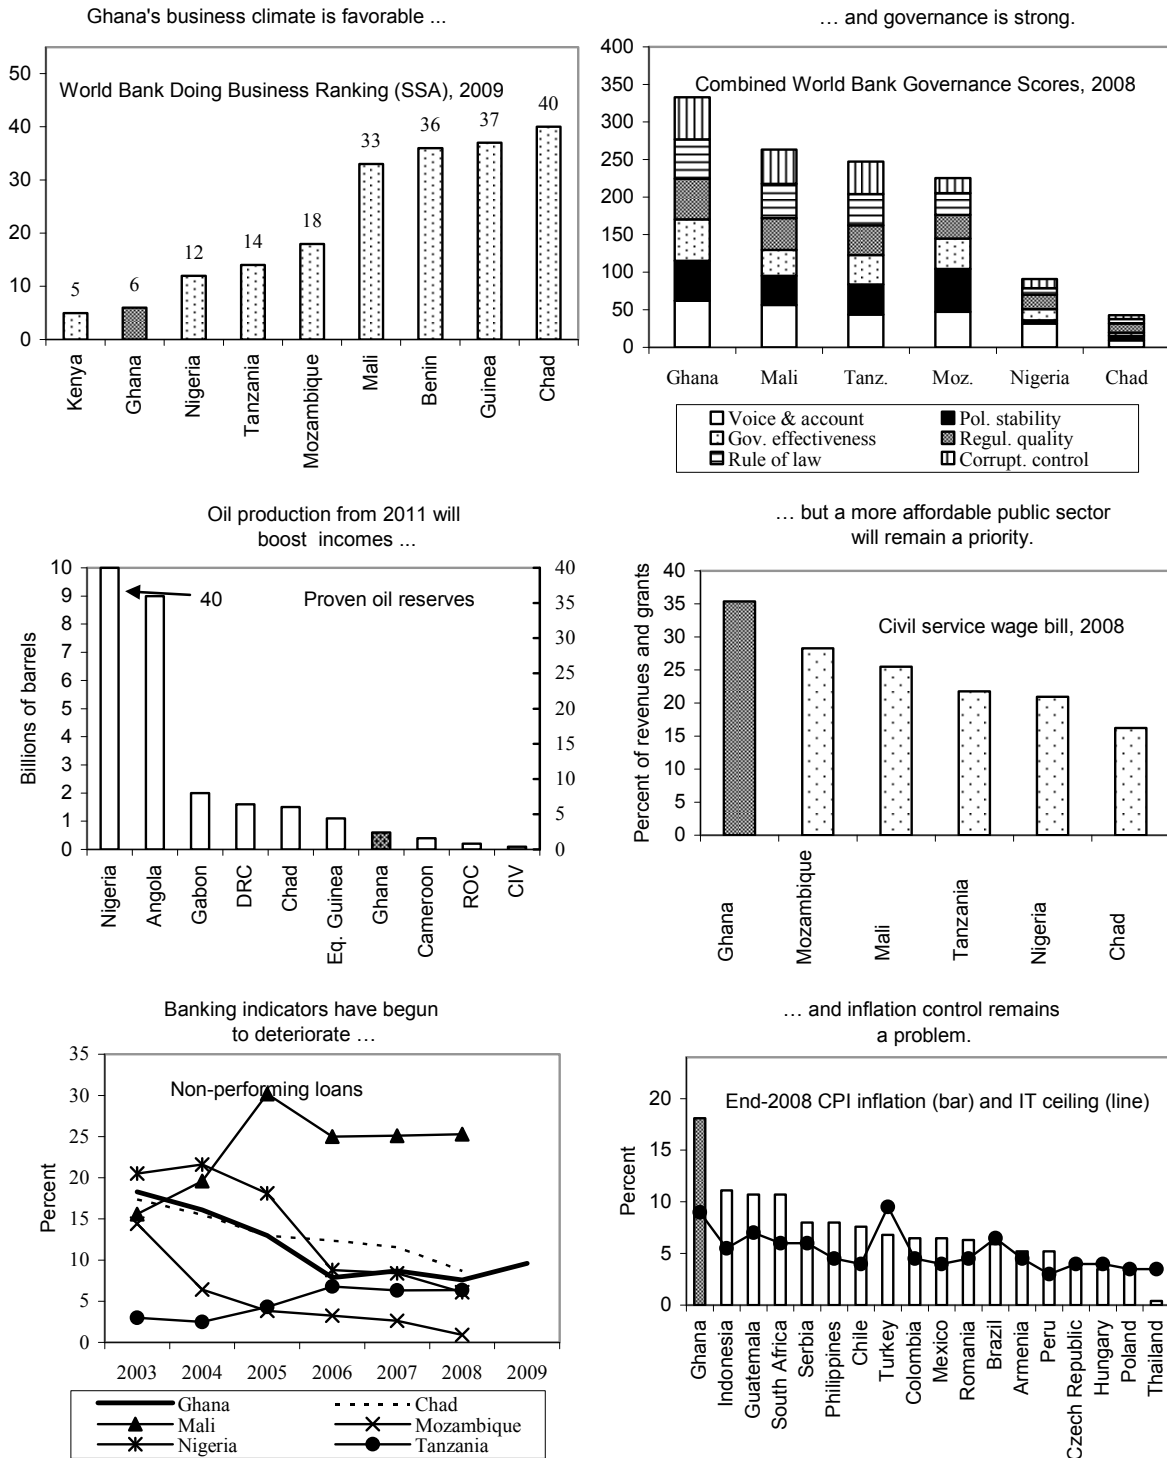 Ghana's business climate is favorable ...
50
40
30
20
10
0
World Bank Doing Business Ranking (SSA), 2009
5
6
12
14
18
33
36
37
40
Kenya
Ghana
Nigeria
Tanzania
Mozambique
Mali
Benin
Guinea
Chad
… and governance is strong.
400
350
300
250
200
150
100
50
0
Combined World Bank Governance Scores, 2008
Ghana
Mali
Tanz.
Moz.
Nigeria
Chad
Voice & account
Pol. stability
Gov. effectiveness
Regul. quality
Rule of law
Corrupt. control
Oil production from 2011 will
boost incomes ...
Billions of barrels
10
9
8
7
6
5
4
3
2
1
0
40
Proven oil reserves
40
35
30
25
20
15
10
5
0
Nigeria
Angola
Gabon
DRC
Chad
Eq. Guinea
Ghana
Cameroon
ROC
CIV
… but a more affordable public sector
will remain a priority.
Percent of revenues and grants
40
35
30
25
20
15
10
5
0
Civil service wage bill, 2008
Ghana
Mozambique
Mali
Tanzania
Nigeria
Chad
Banking indicators have begun
to deteriorate …
Percent
35
30
25
20
15
10
5
0
Non-performing loans
2003
2004
2005
2006
2007
2008
2009
Ghana
Chad
Mali
Mozambique
Nigeria
Tanzania
… and inflation control remains
a problem.
Percent
20
15
10
5
0
End-2008 CPI inflation (bar) and IT ceiling (line)
Ghana
Indonesia
Guatemala
South Africa
Serbia
Philippines
Chile
Turkey
Colombia
Mexico
Romania
Brazil
Armenia
Peru
Czech Republic
Hungary
Poland
Thailand